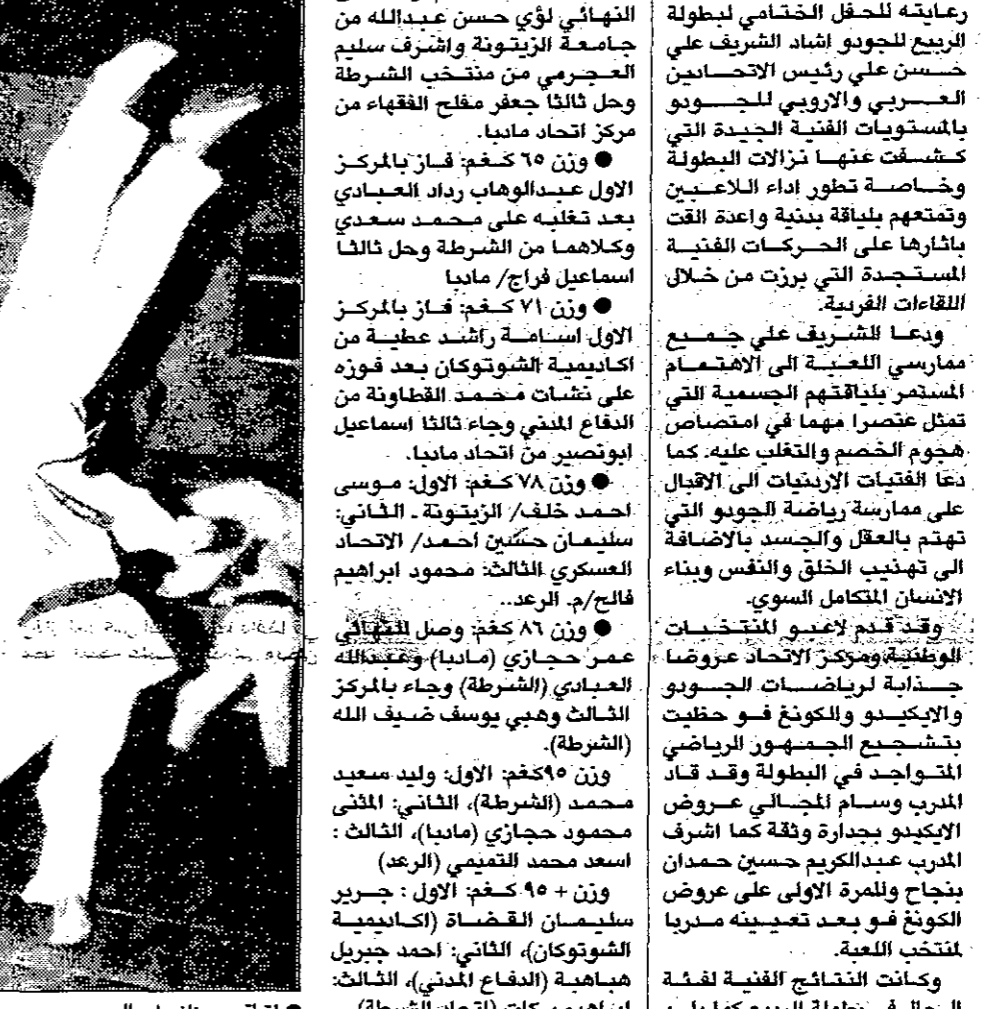 رعايته للحفل الختامي لبطولة
الربيع للجودو اشاد الشريف علي
حسن علي رئيس الاتحادين
العربي والاروبي للجودو
بالمستويات الفنية الجيدة التي
كشفت عنها نزالات البطولة
وخاصة تطور اداء اللاعبين
وتمتعهم بلياقة بدنية واعدة القت
باثارها على الحركات الفنية
المستجدة التي برزت من خلال
اللقاءات الفردية.
ودعا الشريف علي جميع
ممارسي اللعبة الى الاهتمام
المستمر بلياقتهم الجسمية التي
تمثل عنصرا مهما في امتصاص
هجوم الخصم والتغلب عليه. كما
دعا الفتيات الاردنيات الى الاقبال
على ممارسة رياضة الجودو التي
تهتم بالعقل والجسد بالاضافة
الى تهذيب الخلق والنفس وبناء
الانسان المتكامل السوي.
وقد قدم لاعبو المنتخبات
الوطنية ومركز الاتحاد عروضا
جذابة لرياضات الجودو
والايكيدو والكونغ فو حظيت
بتشجيع الجمهور الرياضي
المتواجد في البطولة وقد قاد
المدرب وسام المجالي عروض
الايكيدو بجدارة وثقة كما اشرف
المدرب عبدالكريم حسين حمدان
بنجاح وللمرة الاولى على عروض
الكونغ فو بعد تعيينه مدربا
لمنتخب اللعبة.
وكانت النتائج الفنية لفئة
الرجال في بطولة الربيع كما يلي
النهائي لؤي حسن عبدالله من
جامعة الزيتونة واشرف سليم
العجرمي من منتخب الشرطة
وحل ثالثا جعفر مفلح الفقهاء من
مركز اتحاد مادبا.
● وزن ٦٥ كغم: فاز بالمركز
الاول عبدالوهاب رداد العبادي
بعد تغلبه على محمد سعدي
وكلاهما من الشرطة وحل ثالثا
اسماعيل فراج/ مادبا
● وزن ٧١ كغم: فاز بالمركز
الاول اسامة راشد عطية من
اكاديمية الشوتوكان بعد فوزه
على نشات محمد القطاونة من
الدفاع المدني وجاء ثالثا اسماعيل
ابونصير من اتحاد مادبا.
● وزن ٧٨ كغم: الاول: موسى
احمد خلف/ الزيتونة. الثاني:
سليمان حسين احمد/ الاتحاد
العسكري الثالث: محمود ابراهيم
فالح/م. الرعد..
● وزن ٨٦ كغم: وصل للنهائي
عمر حجازي (مادبا) وعبدالله
العبادي (الشرطة) وجاء بالمركز
الثالث وهبي يوسف ضيف الله
(الشرطة).
وزن ٩٥كغم: الاول: وليد سعيد
محمد (الشرطة)، الثاني: المثنى
محمود حجازي (مادبا)، الثالث :
اسعد محمد التميمي (الرعد)
وزن + ٩٥ كغم: الاول : جرير
سليمان القضاة (اكاديمية
الشوتوكان)، الثاني: احمد جبريل
هباهبة (الدفاع المدني)، الثالث:
ابراهيم بركات (اتحاد الشرطة)